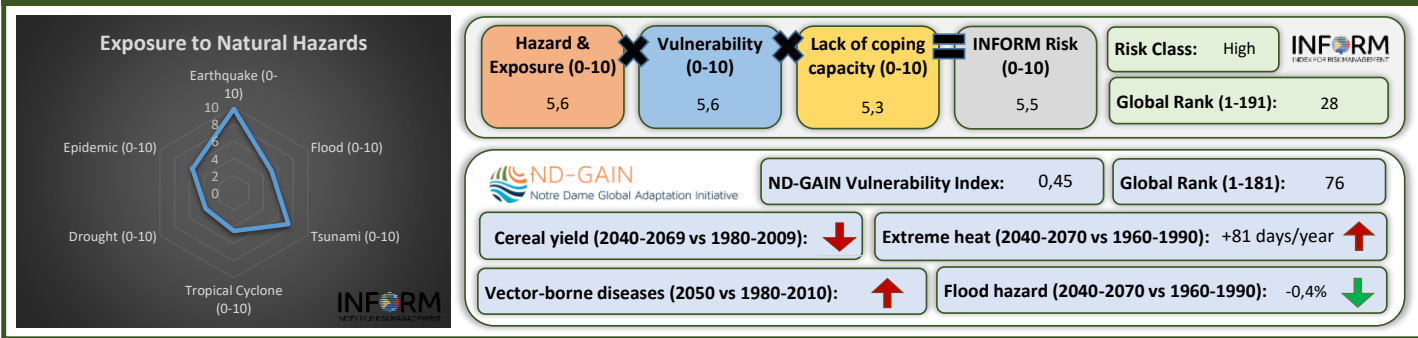 Exposure to Natural Hazards
Earthquake (0-
10)
10
8
6
4
2
0
Epidemic (0-10)
Flood (0-10)
Drought (0-10)
Tsunami (0-10)
Tropical Cyclone
(0-10)
INFORM
INDEX FOR RISK MANAGEMENT
Hazard &
Exposure (0-10)
5,6
Vulnerability
(0-10)
5,6
Lack of coping
capacity (0-10)
5,3
INFORM Risk
(0-10)
5,5
Risk Class: High
INFORM
INDEX FOR RISK MANAGEMENT
Global Rank (1-191): 28
ND-GAIN
Notre Dame Global Adaptation Initiative
ND-GAIN Vulnerability Index: 0,45
Global Rank (1-181): 76
Cereal yield (2040-2069 vs 1980-2009):
Extreme heat (2040-2070 vs 1960-1990): +81 days/year
Vector-borne diseases (2050 vs 1980-2010):
Flood hazard (2040-2070 vs 1960-1990): -0,4%